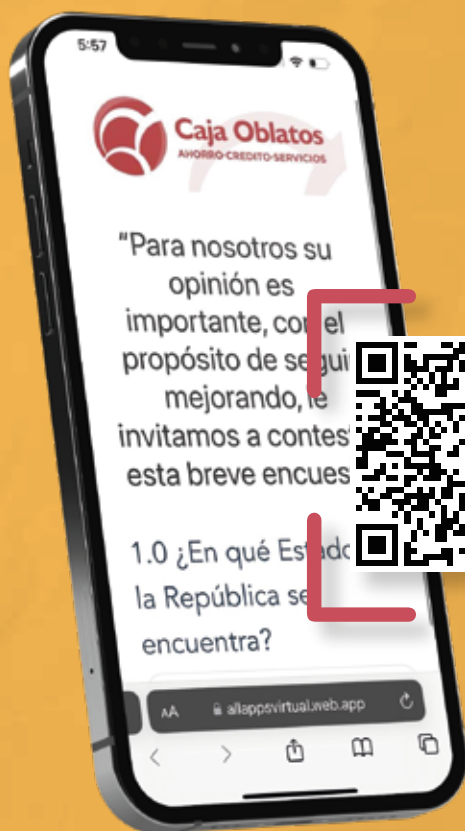 5:57
Caja Oblatos
AHORRO·CREDITO·SERVICIOS
"Para nosotros su
opinión es
importante, con el
propósito de segui
mejorando, le
invitamos a contes
esta breve encues
1.0 ¿En qué Estado
la República se
encuentra?
AA allappsvirtual.web.app